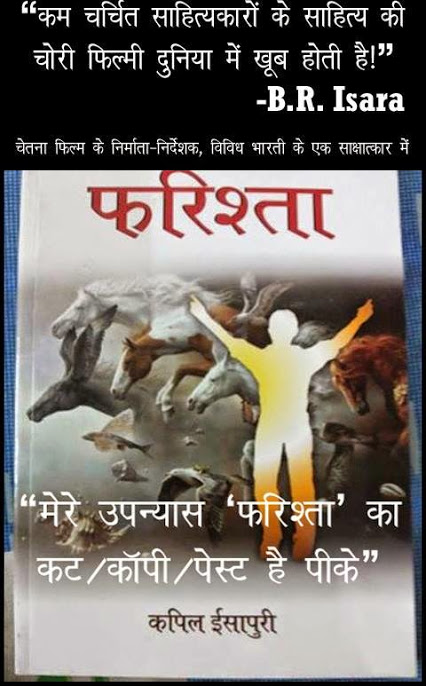 “कम चर्चित साहित्यकारों के साहित्य की
चोरी फिल्मी दुनिया में खूब होती है!”
-B.R. Isara
चेतना फिल्म के निर्माता-निर्देशक, विविध भारती के एक साक्षात्कार में
फरिश्ता
“मेरे उपन्यास ‘फरिश्ता’ का
कट/कॉपी/पेस्ट है पीके”
कपिल ईसापुरी